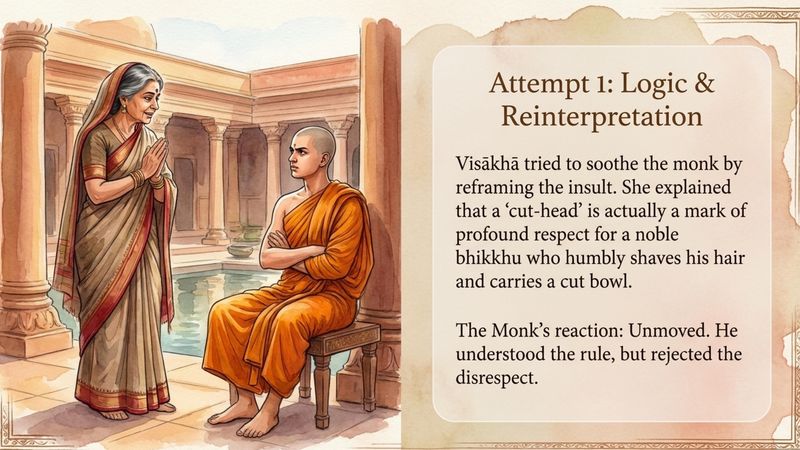 Attempt 1: Logic &
Reinterpretation
Visākhā tried to soothe the monk by
reframing the insult. She explained
that a ‘cut-head’ is actually a mark of
profound respect for a noble
bhikkhu who humbly shaves his hair
and carries a cut bowl.
The Monk’s reaction: Unmoved. He
understood the rule, but rejected the
disrespect.